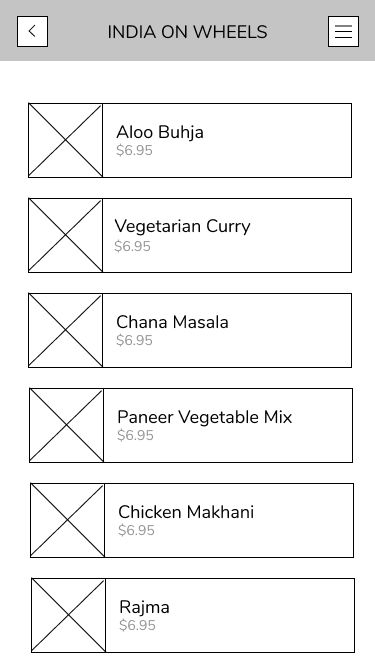 INDIA ON WHEELS
Aloo Buhja
$6.95
Vegetarian Curry
$6.95
Chana Masala
$6.95
Paneer Vegetable Mix
$6.95
Chicken Makhani
$6.95
Rajma
$6.95